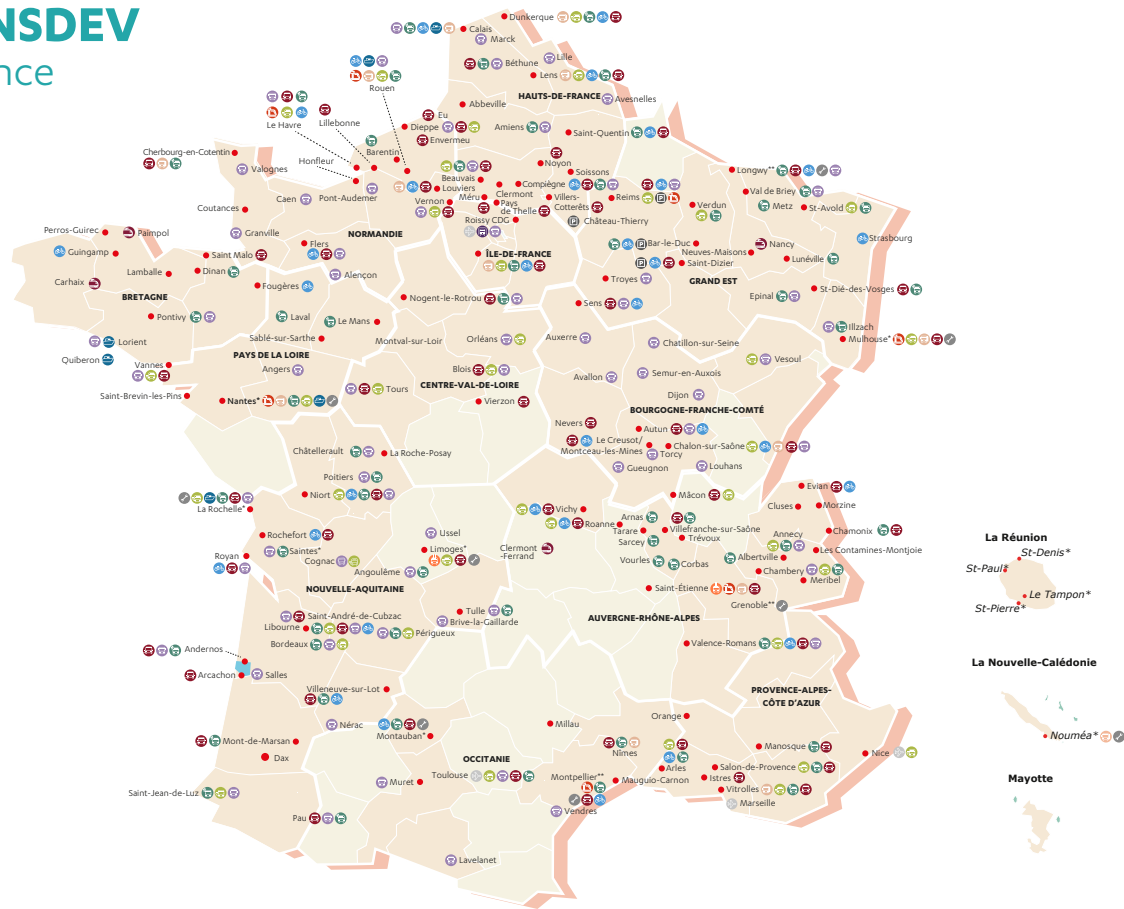 NSDEV
nce
Dunkerque
Calais
Marck
Béthune
Lille
Lens
Rouen
HAUTS-DE-FRANCE
Avesnelles
Le Havre
Lillebonne
Abbeville
Eu
Dieppe
Amiens
Envermeu
Saint-Quentin
Cherbourg-en-Cotentin
Barentin
Honfleur
Valognes
Noyon
Soissons
Longwy**
Beauvais
Louviers
Compiègne
Clermont
Méru
Pays
de Thelle
Villers-
Cotterêts
Reims
Val de Briey
Caen
Pont-Audemer
Vernon
Verdun
Metz
St-Avold
Coutances
Roissy CDG
Château-Thierry
Perros-Guirec
Paimpol
Granville
NORMANDIE
Strasbourg
Guingamp
Saint Malo
Flers
ÎLE-DE-FRANCE
Bar-le-Duc
Nancy
Neuves-Maisons
Saint-Dizier
Lunéville
Lamballe
Dinan
Alençon
Troyes
GRAND EST
Carhaix
Fougères
BRETAGNE
Nogent-le-Rotrou
Sens
Epinal
St-Dié-des-Vosges
Pontivy
Laval
Le Mans
Illzach
Lorient
Sablé-sur-Sarthe
Montval-sur-Loir
Orléans
Auxerre
Chatillon-sur-Seine
Mulhouse*
Quiberon
PAYS DE LA LOIRE
Vesoul
Vannes
Angers
Blois
Avallon
Semur-en-Auxois
Saint-Brevin-les-Pins
Nantes*
Tours
CENTRE-VAL-DE-LOIRE
Vierzon
Dijon
BOURGOGNE-FRANCHE-COMTÉ
Nevers
Autun
Le Creusot/
Montceau-les-Mines
Chalon-sur-Saône
Torcy
Châtellerault
La Roche-Posay
Gueugnon
Louhans
Poitiers
Niort
Mâcon
Evian
La Rochelle*
Vichy
Cluses
Morzine
Roanne
Arnas
Tarare
Villefranche-sur-Saône
Trévoux
Sarcey
Annecy
Chamonix
Rochefort
Ussel
Saintes*
Limoges*
Clermont
-Ferrand
Royan
Cognac
Angoulême
Vourles
Corbas
Albertville
Les Contamines-Montjoie
Chambery
Meribel
La Réunion
St-Denis*
St-Paul*
Le Tampon*
St-Pierre*
NOUVELLE-AQUITAINE
Saint-Étienne
Grenoble**
Saint-André-de-Cubzac
Tulle
Brive-la-Gaillarde
AUVERGNE-RHÔNE-ALPES
Libourne
Périgueux
Bordeaux
Valence-Romans
Andernos
La Nouvelle-Calédonie
Arcachon
Salles
Villeneuve-sur-Lot
PROVENCE-ALPES-
CÔTE D'AZUR
Nérac
Montauban*
Millau
Orange
Nouméa*
Mont-de-Marsan
Nîmes
Manosque
Nice
Dax
OCCITANIE
Arles
Salon-de-Provence
Toulouse
Montpellier**
Mauguio-Carnon
Istres
Mayotte
Saint-Jean-de-Luz
Muret
Vitrolles
Marseille
Vendres
Pau
Lavelanet